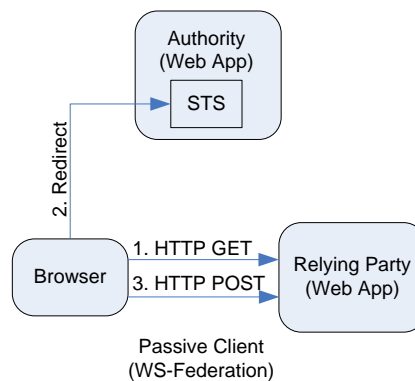 Authority
(Web App)
STS
2. Redirect
1. HTTP GET
Browser
3. HTTP POST
Relying Party
(Web App)
Passive Client
(WS-Federation)